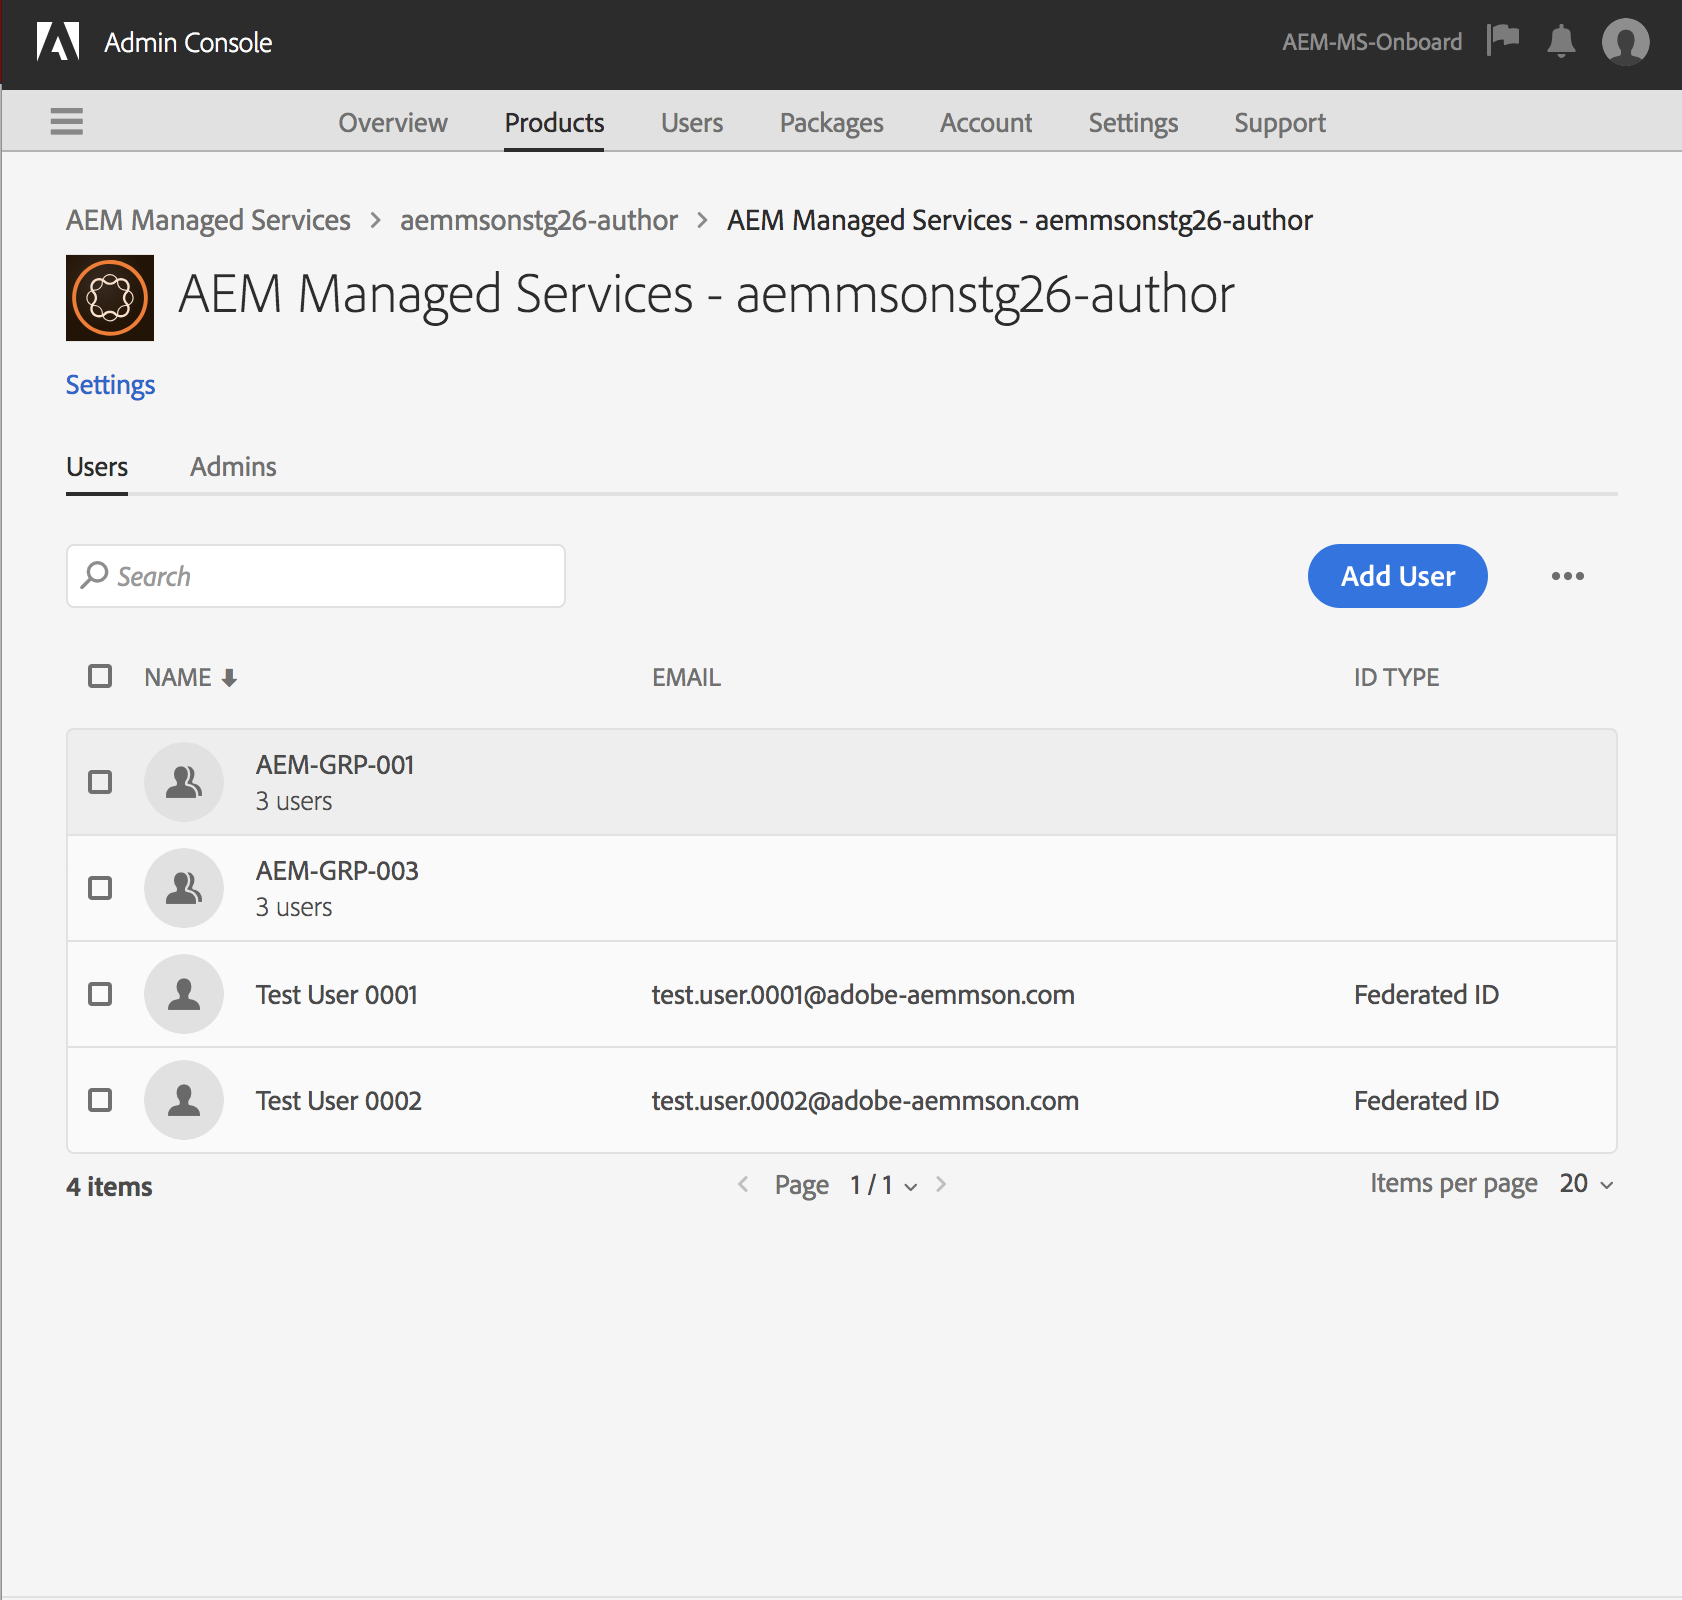 Admin Console
AEM-MS-Onboard
Overview Products Users Packages Account Settings Support
AEM Managed Services > aemmsonstg26-author > AEM Managed Services - aemmsonstg26-author
AEM Managed Services - aemmsonstg26-author
Settings
Users Admins
Search
Add User
NAME EMAIL ID TYPE
AEM-GRP-001
3 users
AEM-GRP-003
3 users
Test User 0001 test.user.0001@adobe-aemmson.com Federated ID
Test User 0002 test.user.0002@adobe-aemmson.com Federated ID
4 items Page 1 / 1 Items per page 20